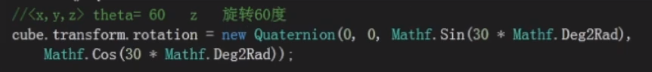 //<x,y,z> theta= 60   z   旋转60度
cube.transform.rotation = new Quaternion(0, 0, Mathf.Sin(30 * Mathf.Deg2Rad),
Mathf.Cos(30 * Mathf.Deg2Rad));